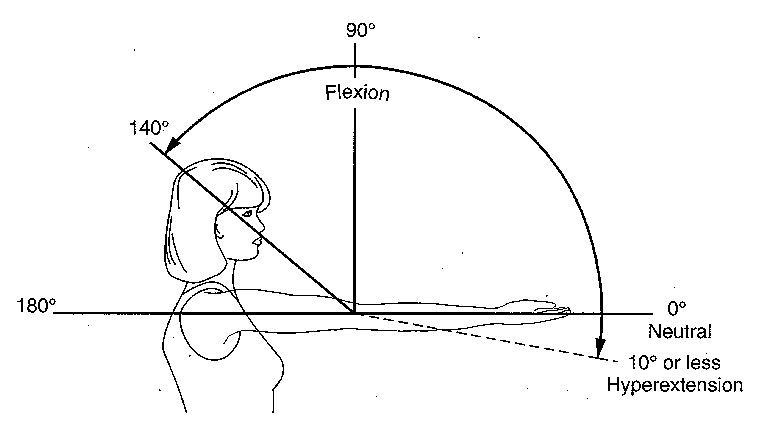 90°
Flexion
140°
180°
0°
Neutral
10° or less
Hyperextension